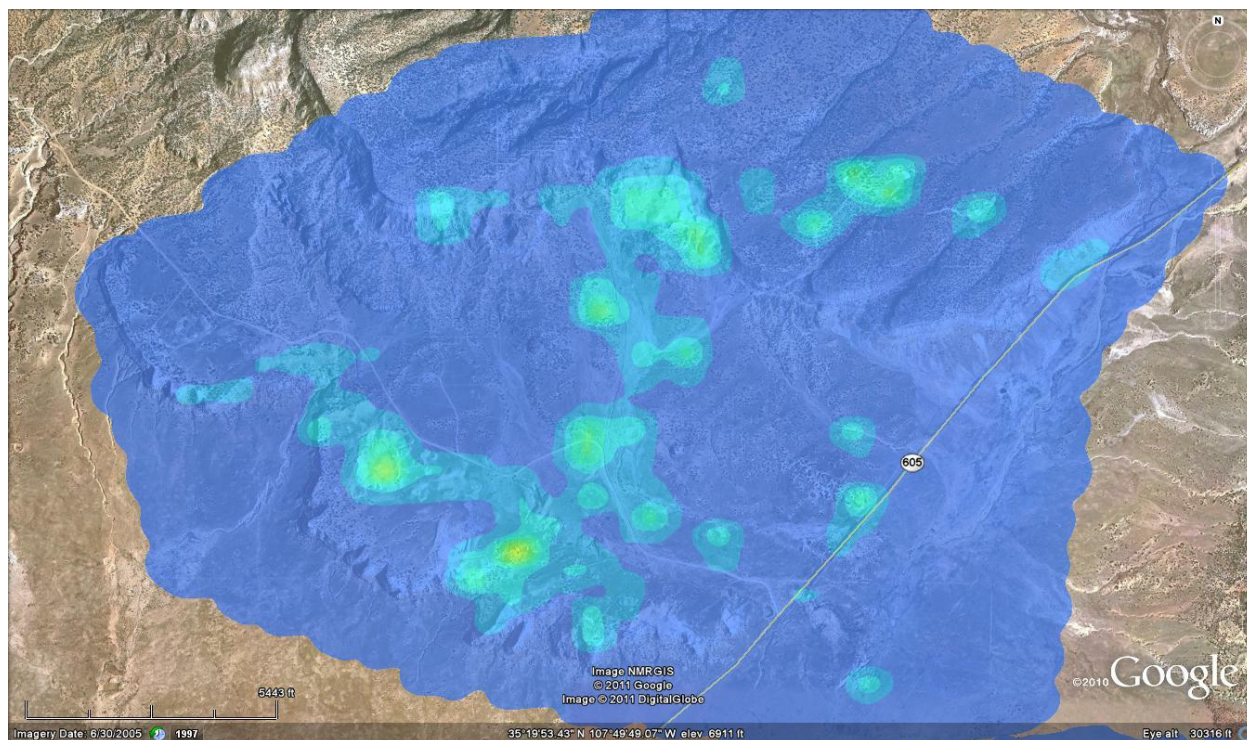 N
605
5443 ft
Image NMRGIS
© 2011 Google
Image © 2011 DigitalGlobe
©2010 Google
Imagery Date: 6/30/2005 1997 35°19'53.43" N 107°49'49.07" W elev 6911 ft Eye alt 30316 ft